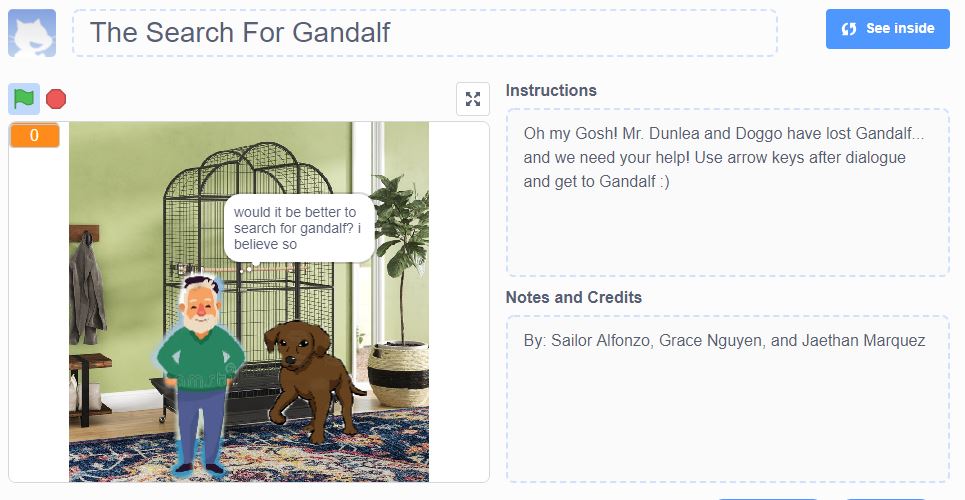 The Search For Gandalf
See inside
0
would it be better to
search for gandalf? i
believe so
Instructions
Oh my Gosh! Mr. Dunlea and Doggo have lost Gandalf...
and we need your help! Use arrow keys after dialogue
and get to Gandalf :)
Notes and Credits
By: Sailor Alfonzo, Grace Nguyen, and Jaethan Marquez